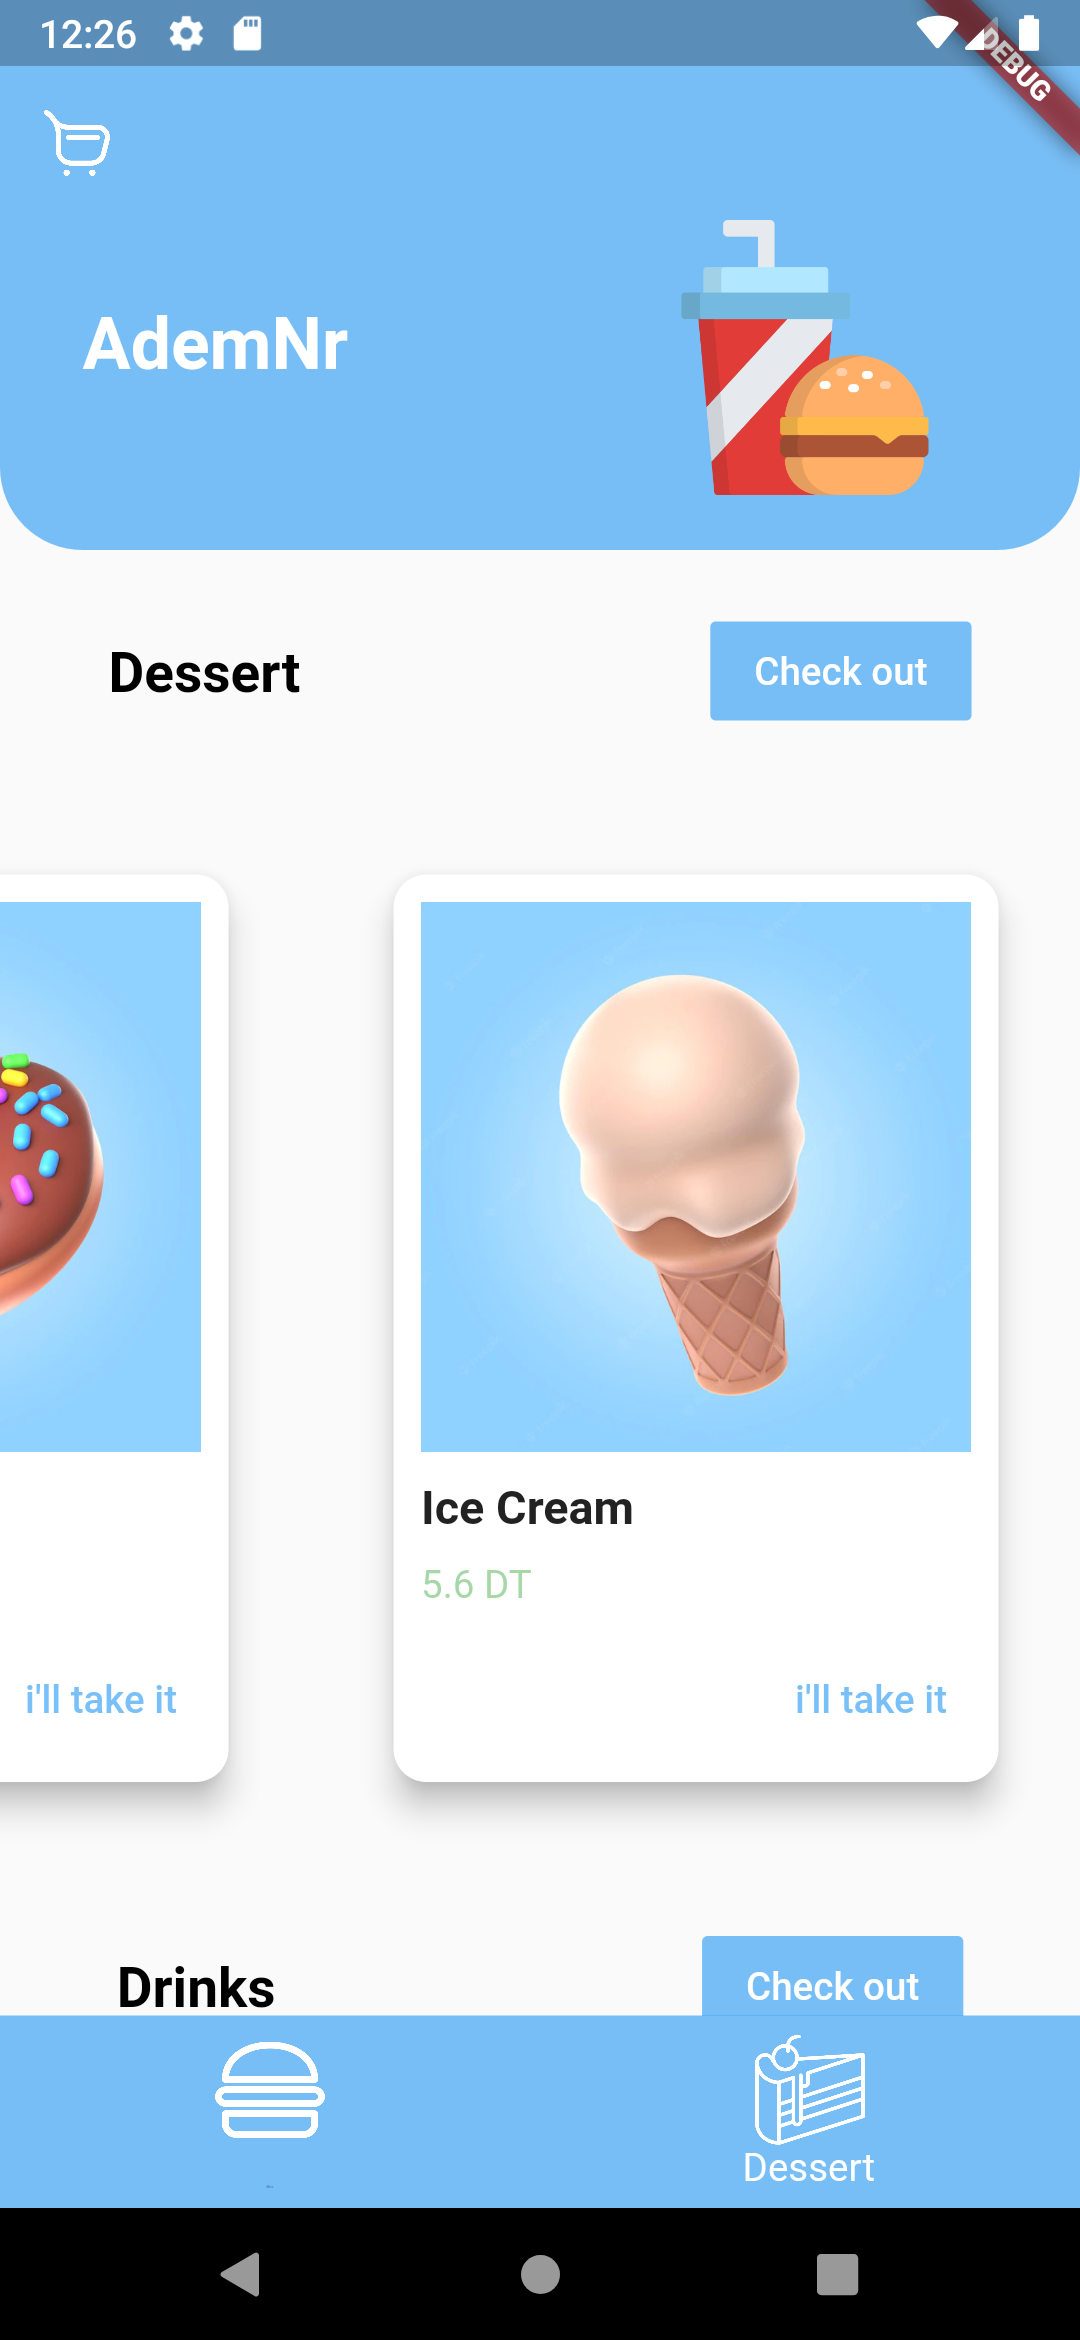 12:26
DEBUG
AdemNr
Dessert
Check out
Ice Cream
5.6 DT
i'll take it
i'll take it
Drinks
Check out
Dessert